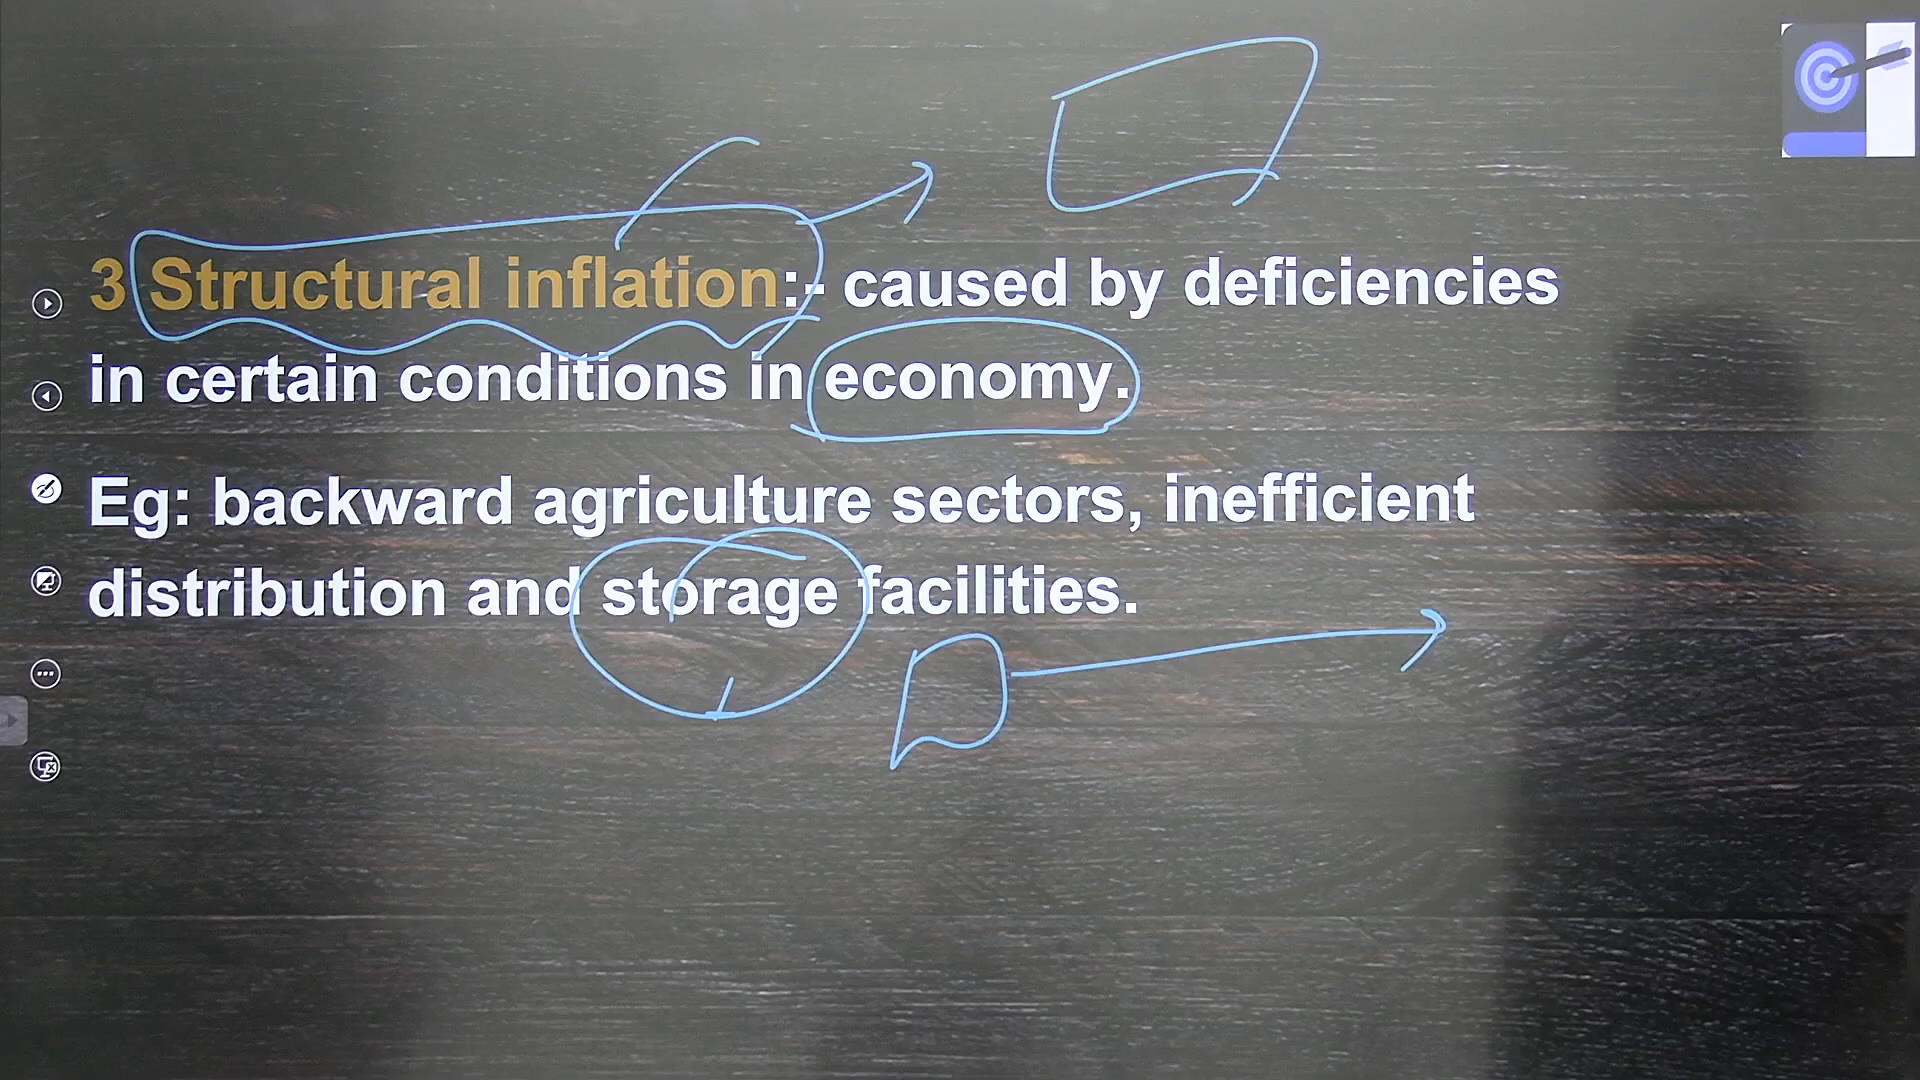 3 Structural inflation:- caused by deficiencies
in certain conditions in economy.
Eg: backward agriculture sectors, inefficient
distribution and storage facilities.